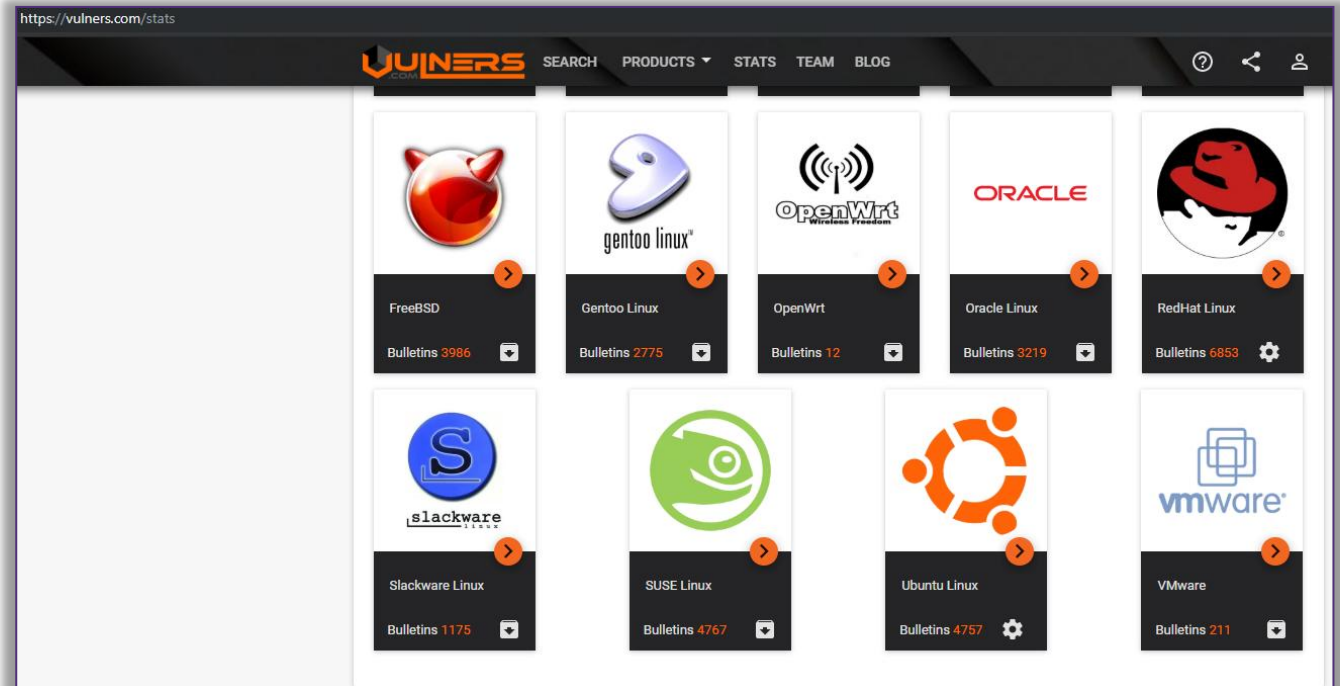 https://vulners.com/stats
VULNERS
.COM
SEARCH PRODUCTS STATS TEAM BLOG
gentoo linux™
OpenWrt
Wireless Freedom
ORACLE
®
FreeBSD
Gentoo Linux
OpenWrt
Oracle Linux
RedHat Linux
Bulletins 3986
Bulletins 2775
Bulletins 12
Bulletins 3219
Bulletins 6853
S
slackware
linux
vmware®
Slackware Linux
SUSE Linux
Ubuntu Linux
VMware
Bulletins 1175
Bulletins 4767
Bulletins 4757
Bulletins 211